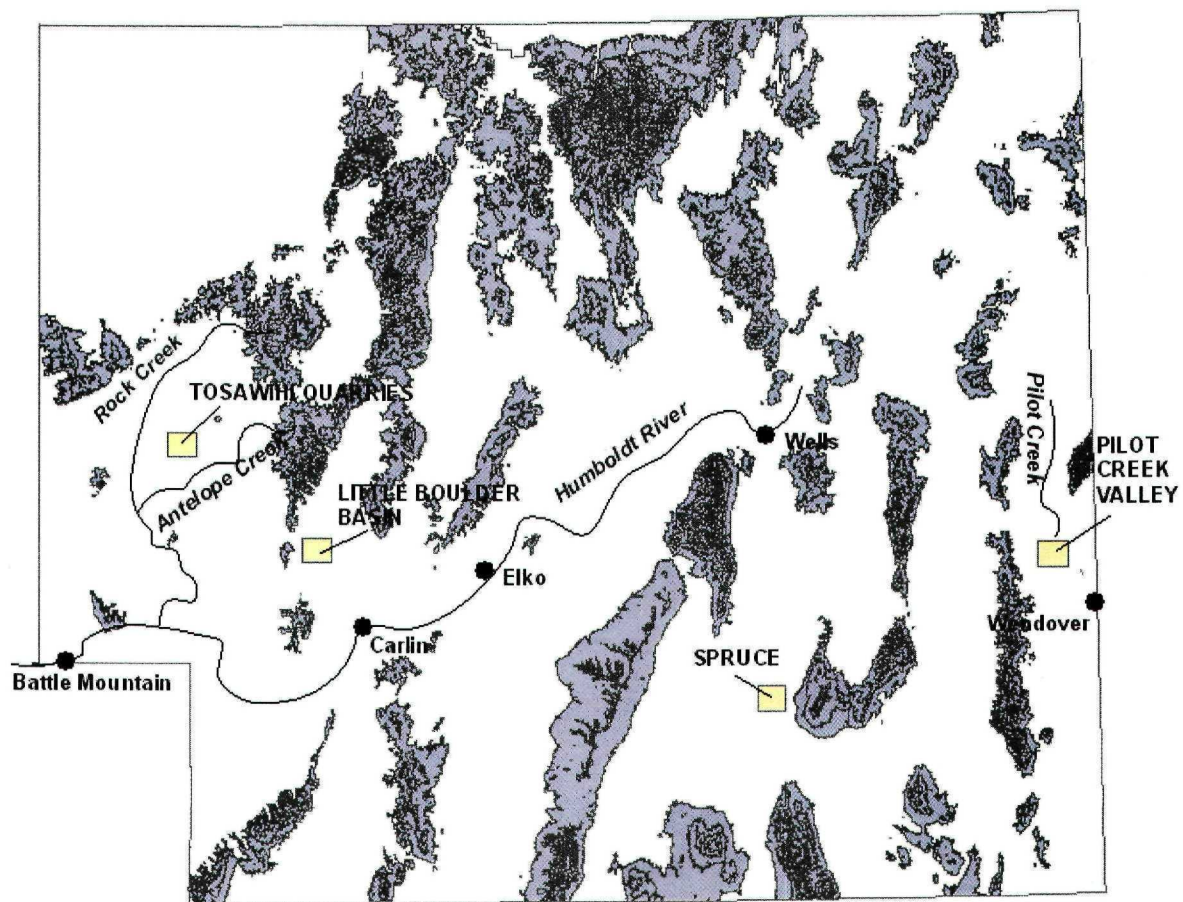 Rock Creek
TOSAWIHI QUARRIES
Antelope Creek
LITTLE BOULDER
BASIN
Humboldt River
Wells
Pilot Creek
PILOT
CREEK
VALLEY
Elko
Carlin
Wendover
SPRUCE
Battle Mountain